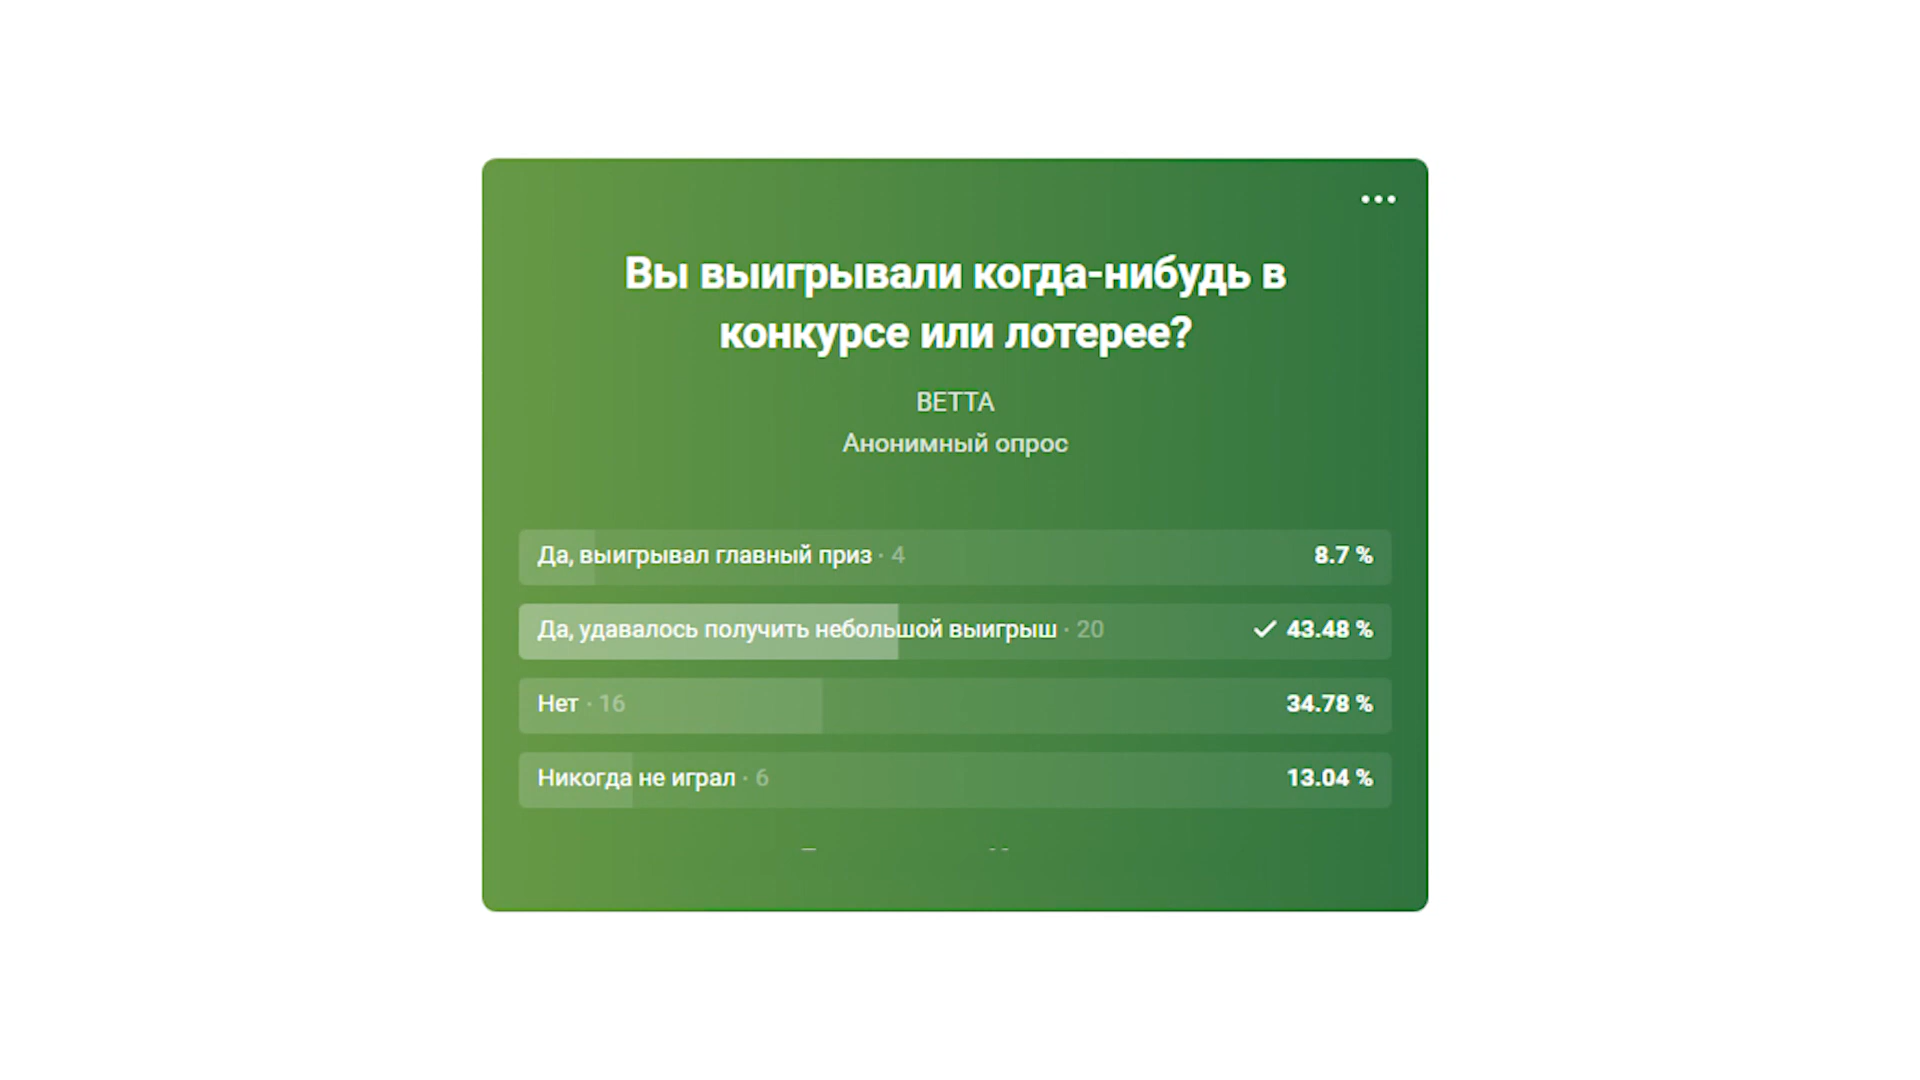 Вы выигрывали когда-нибудь в
конкурсе или лотерее?
ВЕТТА
Анонимный опрос
Да, выигрывал главный приз · 4 8.7 %
Да, удавалось получить небольшой выигрыш · 20 43.48 %
Нет · 16 34.78 %
Никогда не играл · 6 13.04 %